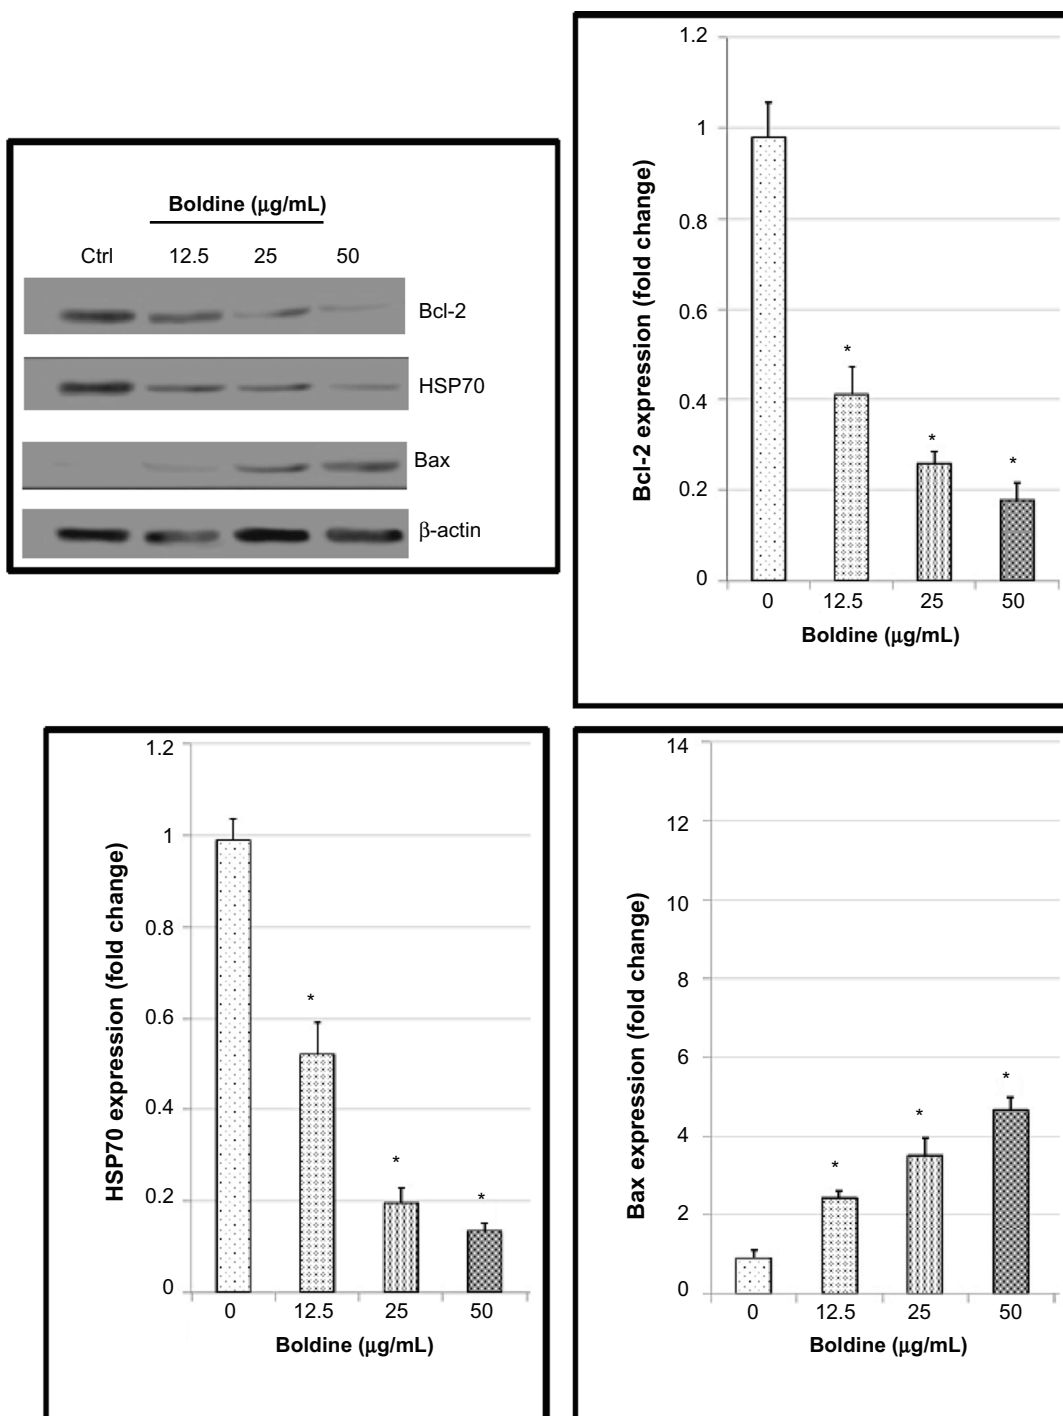 Boldine (μg/mL)
Ctrl 12.5 25 50
Bcl-2
HSP70
Bax
β-actin
Bcl-2 expression (fold change)
1.2
1
0.8
0.6
0.4
0.2
0
*
*
*
0 12.5 25 50
Boldine (μg/mL)
HSP70 expression (fold change)
1.2
1
0.8
0.6
0.4
0.2
0
*
*
*
0 12.5 25 50
Boldine (μg/mL)
Bax expression (fold change)
14
12
10
8
6
4
2
0
*
*
*
0 12.5 25 50
Boldine (μg/mL)